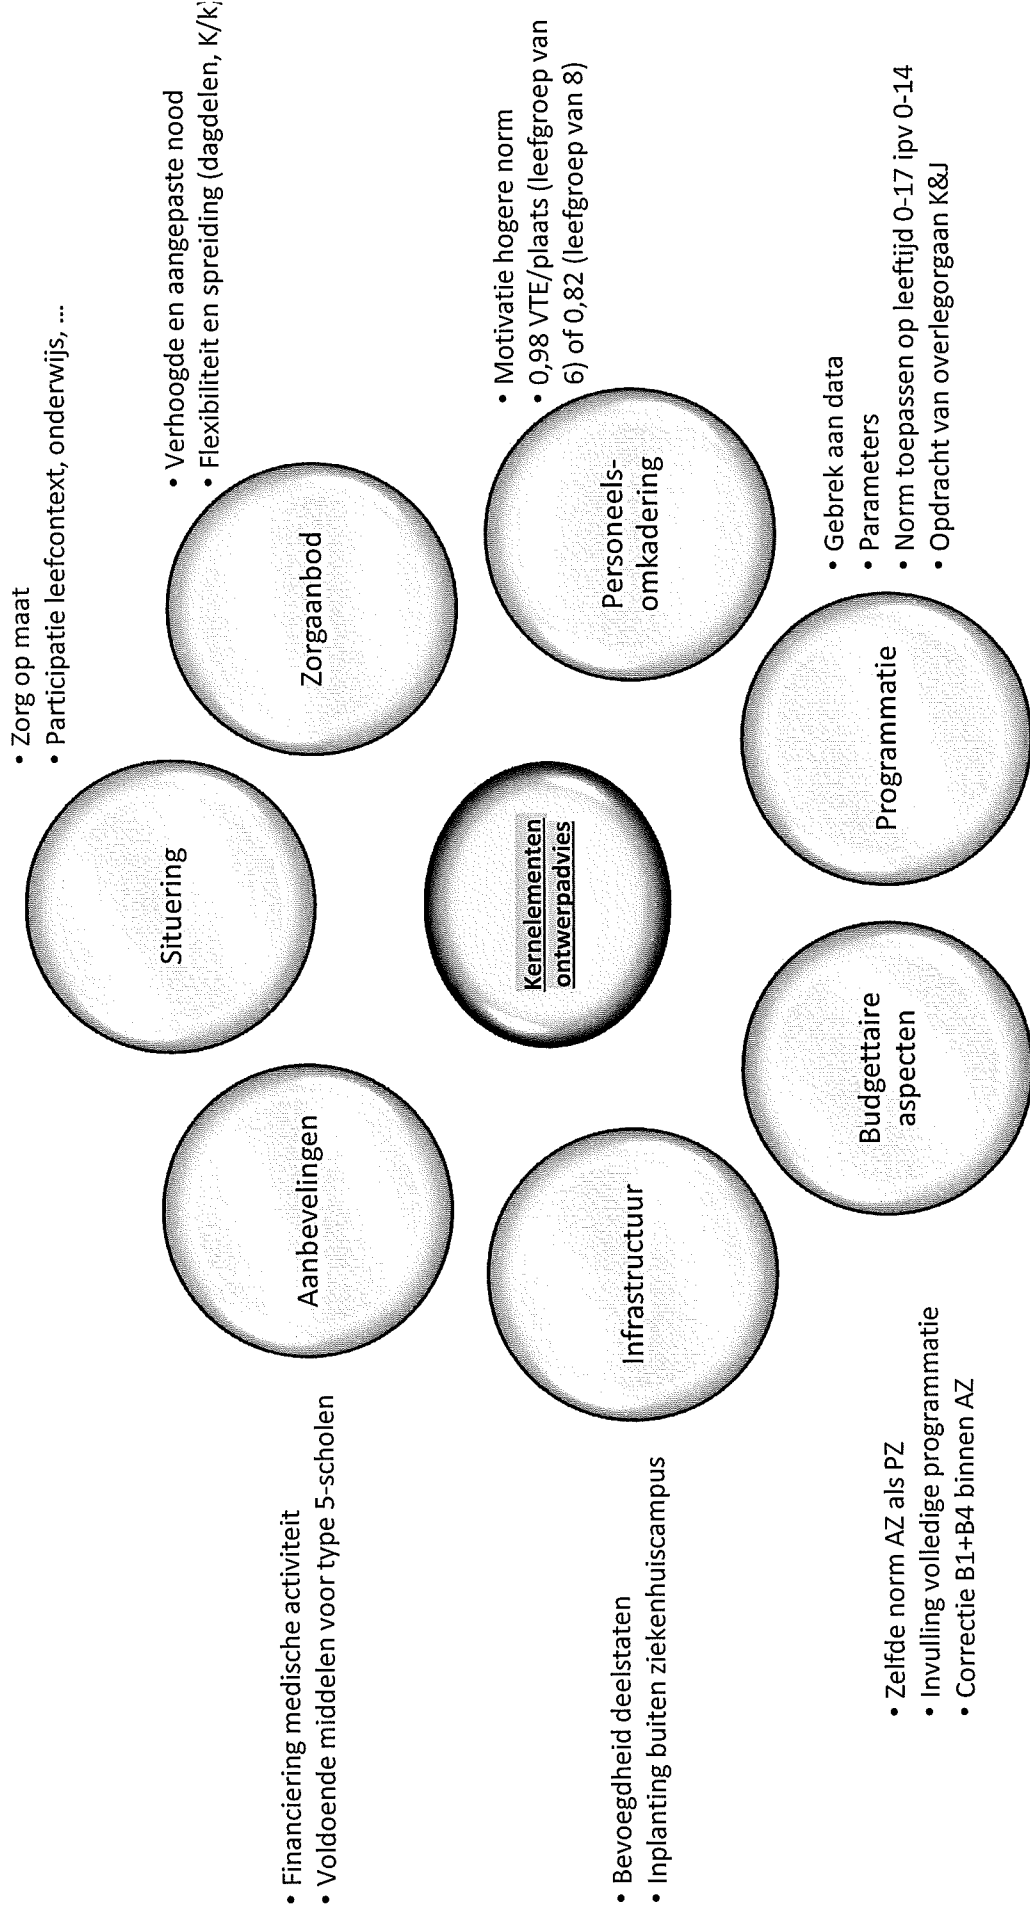 • Zorg op maat
• Participatie leefcontext, onderwijs, ...
Situering
• Verhoogde en aangepaste nood
• Flexibiliteit en spreiding (dagdelen, K/k)
Zorgaanbod
• Motivatie hogere norm
• 0,98 VTE/plaats (leefgroep van
6) of 0,82 (leefgroep van 8)
Personeels-
omkadering
• Gebrek aan data
• Parameters
• Norm toepassen op leeftijd 0-17 ipv 0-14
• Opdracht van overlegorgaan K&J
Programmatie
Budgettaire
aspecten
• Zelfde norm AZ als PZ
• Invulling volledige programmatie
• Correctie B1+B4 binnen AZ
Infrastructuur
• Bevoegdheid deelstaten
• Inplanting buiten ziekenhuiscampus
Aanbevelingen
• Financiering medische activiteit
• Voldoende middelen voor type 5-scholen
Kernelementen
ontwerpadvies